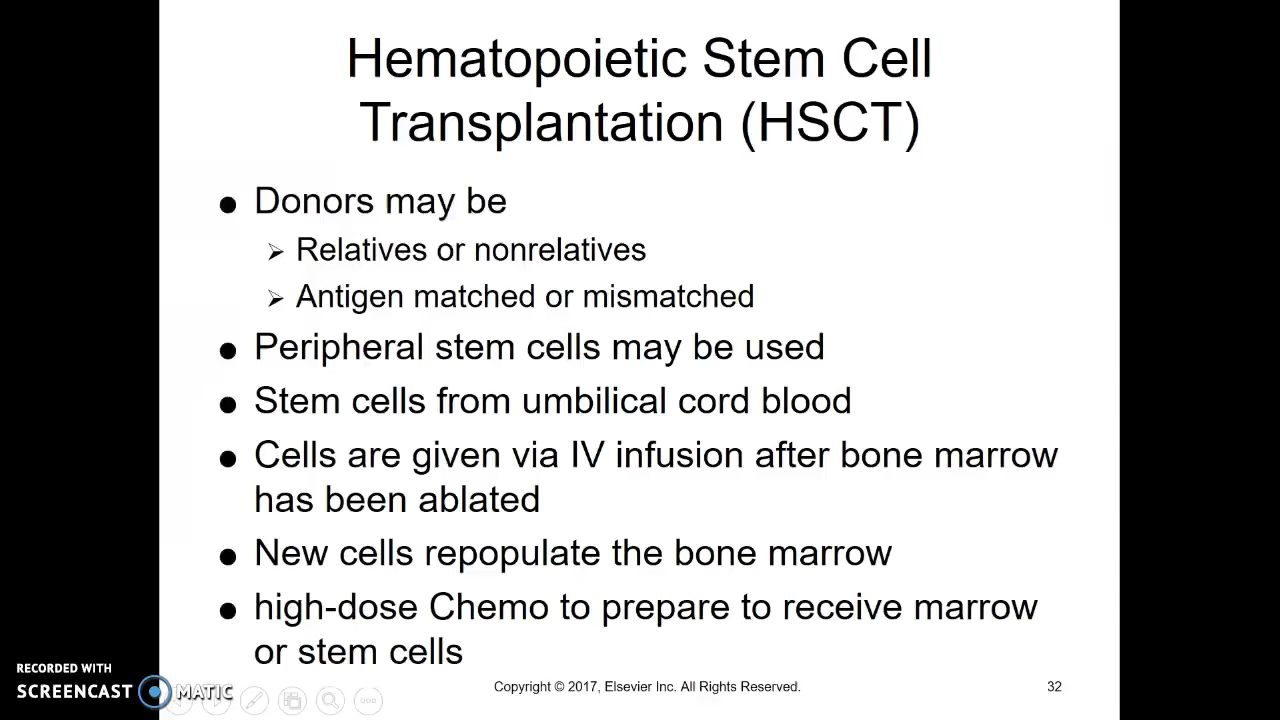 Hematopoietic Stem Cell
Transplantation (HSCT)
● Donors may be
➢ Relatives or nonrelatives
➢ Antigen matched or mismatched
● Peripheral stem cells may be used
● Stem cells from umbilical cord blood
● Cells are given via IV infusion after bone marrow
has been ablated
● New cells repopulate the bone marrow
● high-dose Chemo to prepare to receive marrow
or stem cells
RECORDED WITH
SCREENCAST MATIC
Copyright © 2017, Elsevier Inc. All Rights Reserved.
32